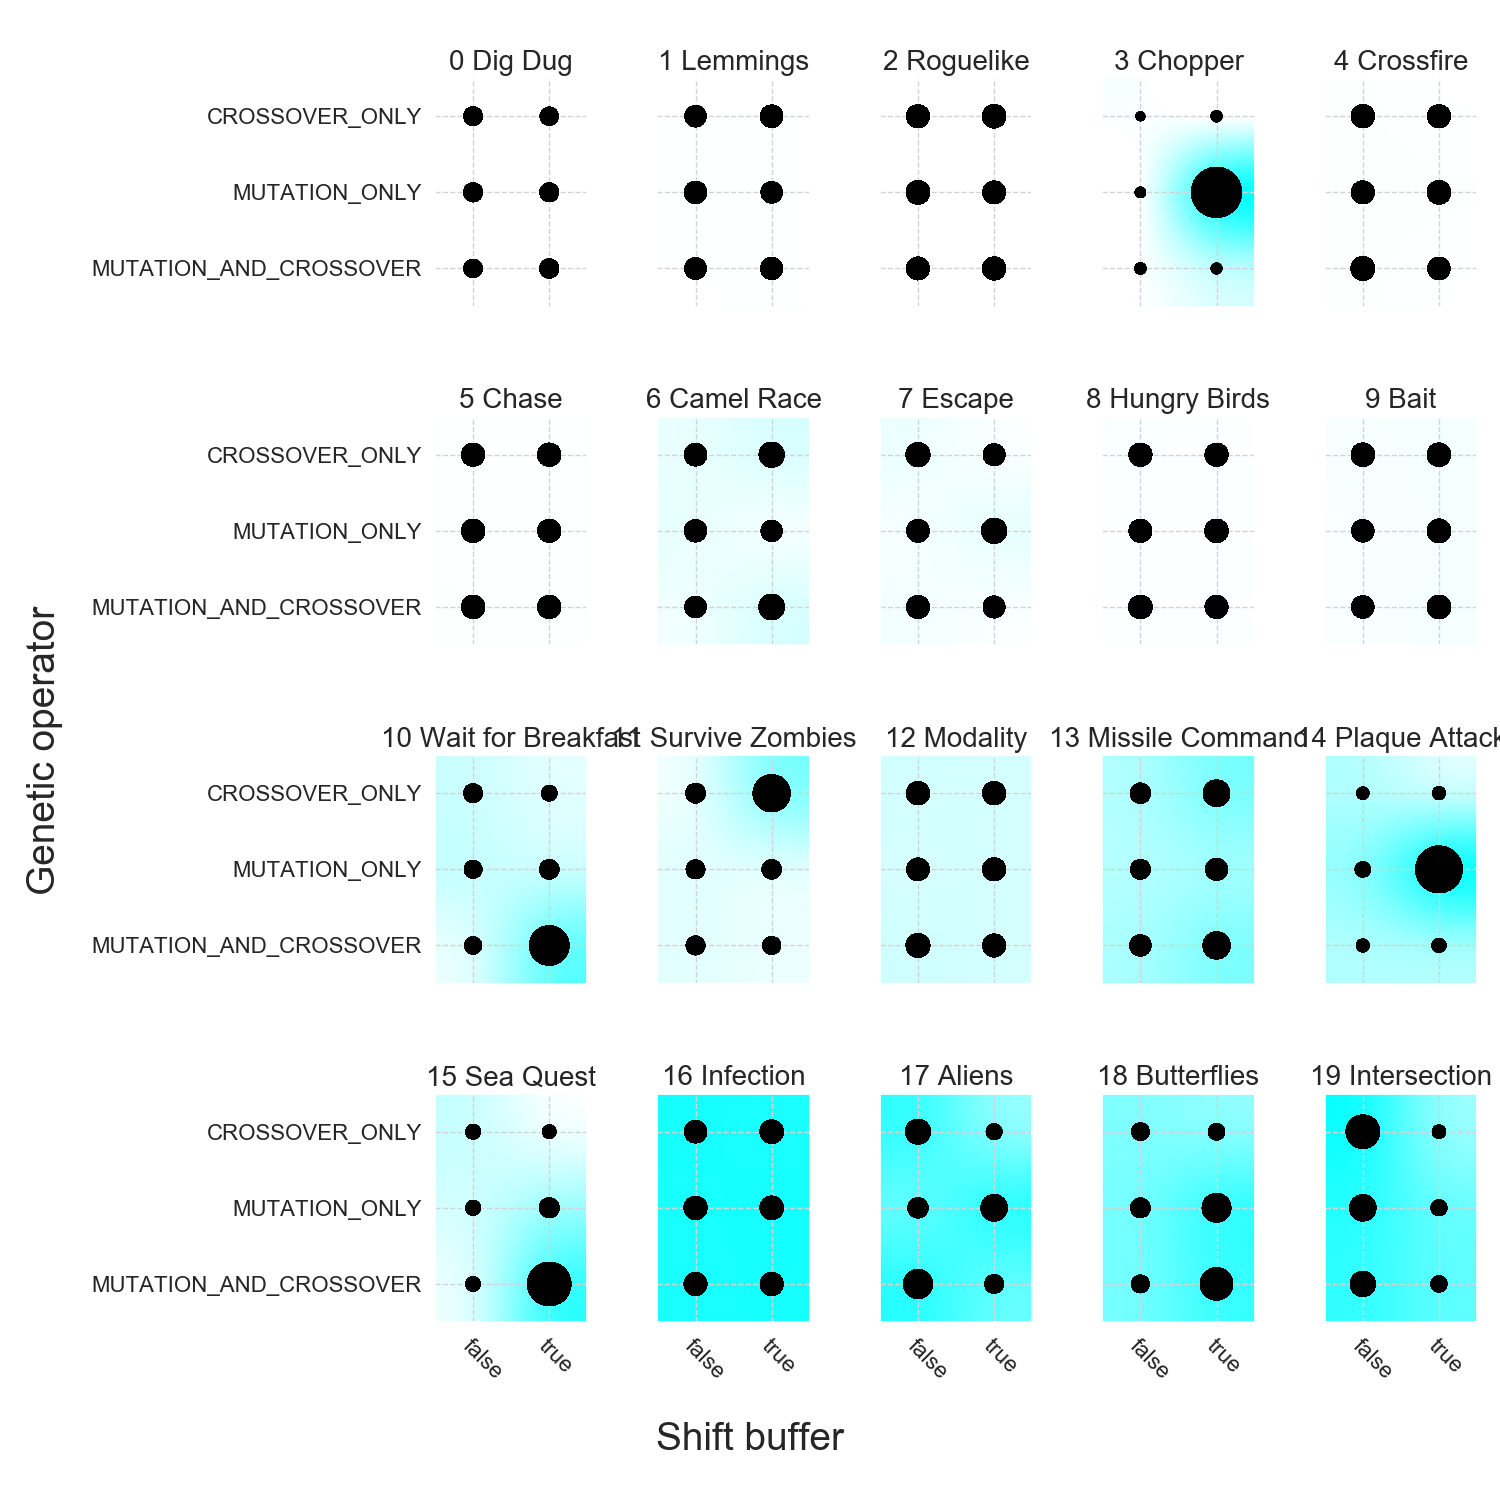 0 Dig Dug
1 Lemmings
2 Roguelike
3 Chopper
4 Crossfire
CROSSOVER_ONLY
MUTATION_ONLY
MUTATION_AND_CROSSOVER
5 Chase
6 Camel Race
7 Escape
8 Hungry Birds
9 Bait
CROSSOVER_ONLY
MUTATION_ONLY
MUTATION_AND_CROSSOVER
Genetic operator
10 Wait for Breakfast
11 Survive Zombies
12 Modality
13 Missile Command
14 Plaque Attack
CROSSOVER_ONLY
MUTATION_ONLY
MUTATION_AND_CROSSOVER
15 Sea Quest
16 Infection
17 Aliens
18 Butterflies
19 Intersection
CROSSOVER_ONLY
MUTATION_ONLY
MUTATION_AND_CROSSOVER
false
true
false
true
false
true
false
true
false
true
Shift buffer